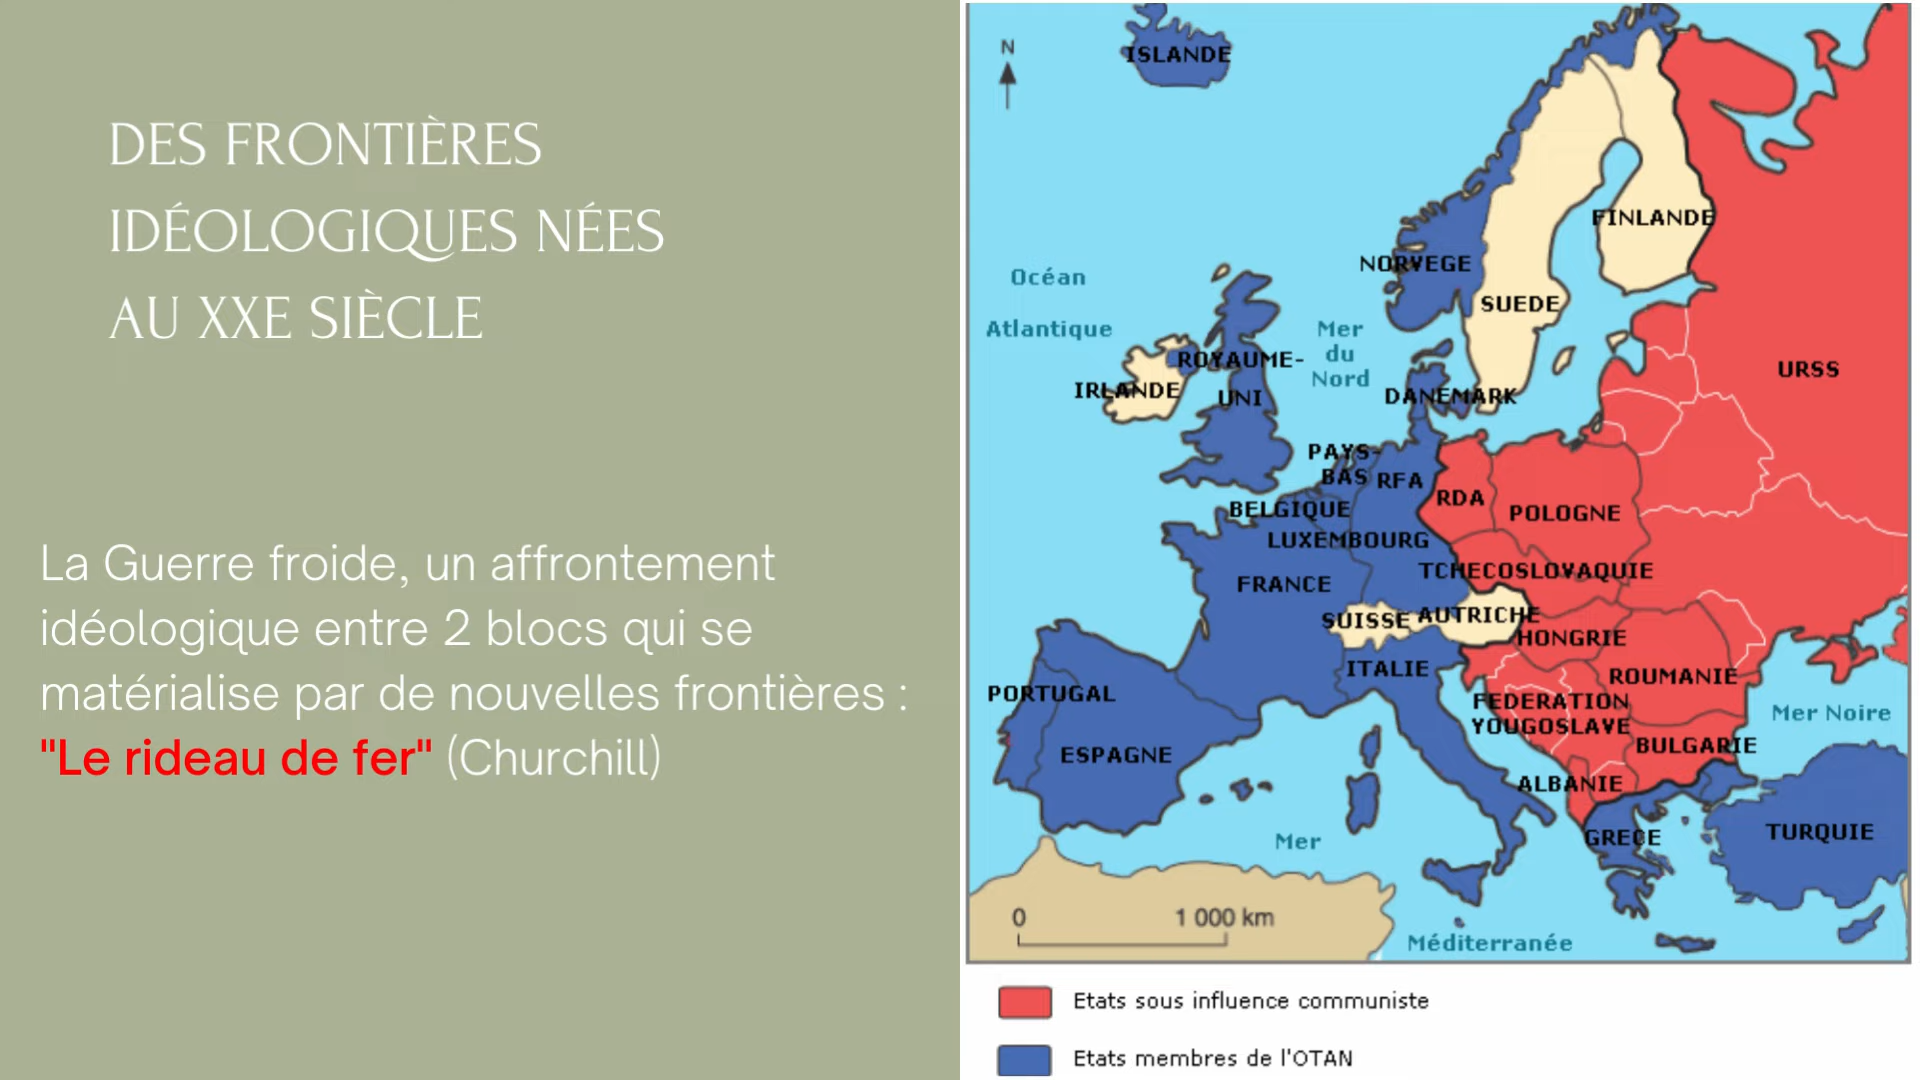 DES FRONTIÈRES
IDÉOLOGIQUES NÉES
AU XXE SIÈCLE
La Guerre froide, un affrontement
idéologique entre 2 blocs qui se
matérialise par de nouvelles frontières :
"Le rideau de fer" (Churchill)
N
ISLANDE
FINLANDE
NORVEGE
SUEDE
Océan
Atlantique
Mer
du
Nord
ROYAUME-
UNI
IRLANDE
DANEMARK
URSS
PAYS-
BAS
RFA
RDA
POLOGNE
BELGIQUE
LUXEMBOURG
TCHECOSLOVAQUIE
FRANCE
SUISSE
AUTRICHE
HONGRIE
ITALIE
ROUMANIE
PORTUGAL
FEDERATION
YOUGOSLAVE
Mer Noire
BULGARIE
ESPAGNE
ALBANIE
GRECE
TURQUIE
Mer
Méditerranée
0 1 000 km
Etats sous influence communiste
Etats membres de l'OTAN